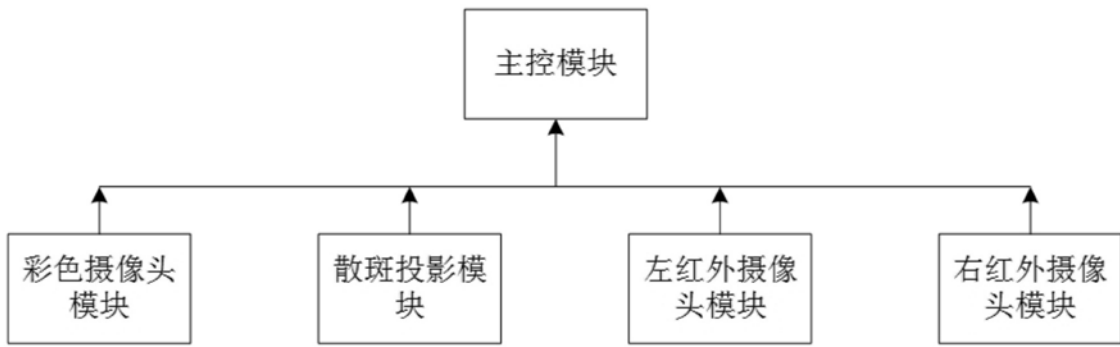 主控模块
彩色摄像头
模块
散斑投影模
块
左红外摄像
头模块
右红外摄像
头模块